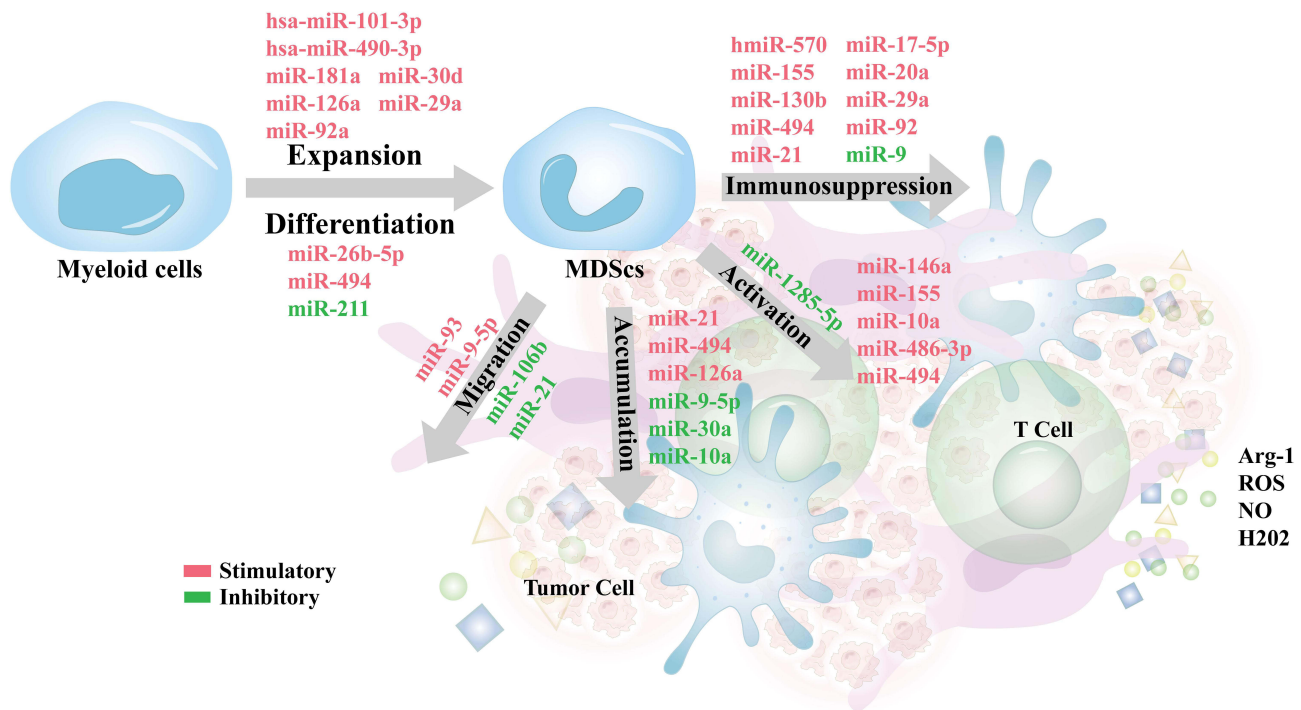 hsa-miR-101-3p
hsa-miR-490-3p
miR-181a miR-30d
miR-126a miR-29a
miR-92a
Expansion
Differentiation
miR-26b-5p
miR-494
miR-211
Myeloid cells
MDScs
hmiR-570 miR-17-5p
miR-155 miR-20a
miR-130b miR-29a
miR-494 miR-92
miR-21 miR-9
Immunosuppression
miR-93
miR-9-5p
Migration
miR-106b
miR-21
Accumulation
miR-21
miR-494
miR-126a
miR-9-5p
miR-30a
miR-10a
miR-1285-5p
Activation
miR-146a
miR-155
miR-10a
miR-486-3p
miR-494
T Cell
Arg-1
ROS
NO
H202
Tumor Cell
Stimulatory
Inhibitory